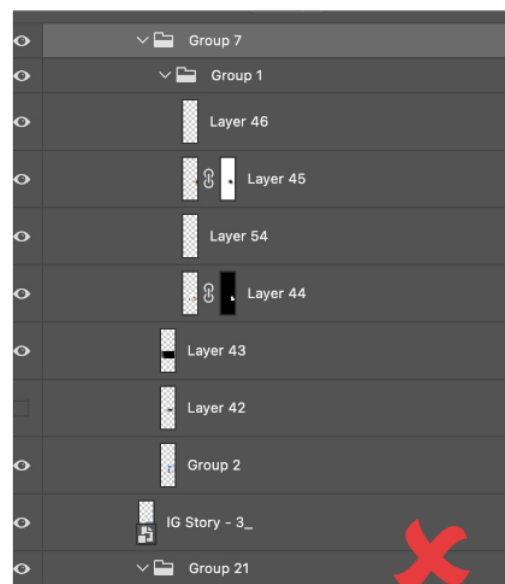 Group 7
Group 1
Layer 46
Layer 45
Layer 54
Layer 44
Layer 43
Layer 42
Group 2
IG Story - 3_
Group 21